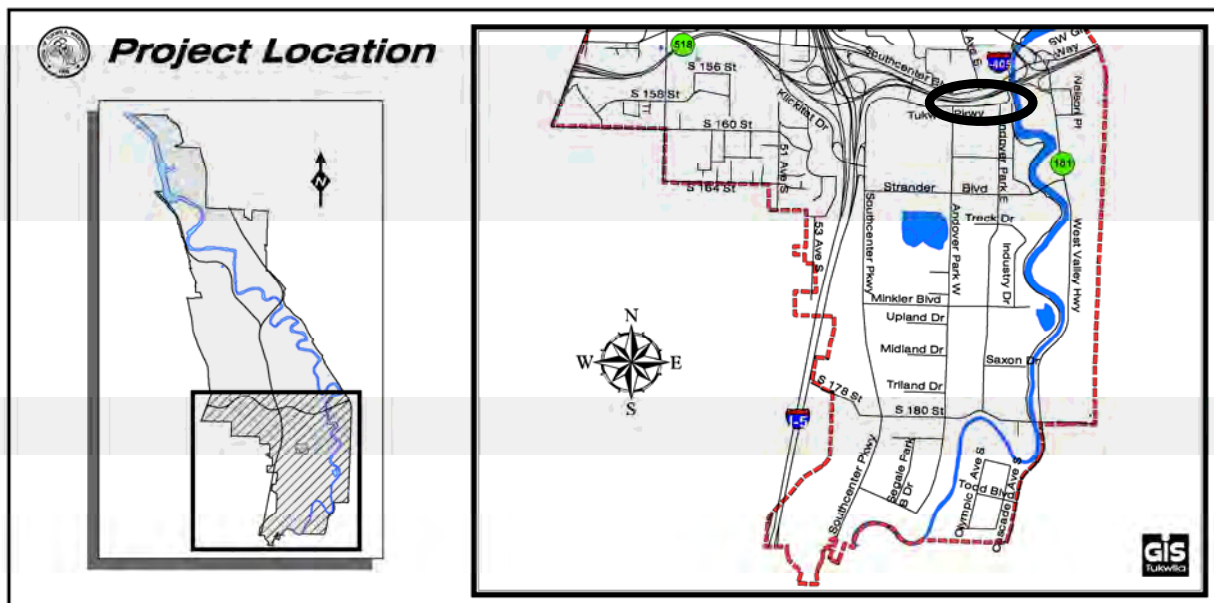 Project Location
N
518
S 156 St
S 158 St
S 160 St
S 164 St
Klickitat Dr
51 Ave S
53 Ave S
I-405
SW
Way
Nelson Pl
181
Pkwy
Andover Park E
Strander Blvd
Treck Dr
Southcenter Pkwy
Andover Park W
Industry Dr
West Valley Hwy
Minkler Blvd
Upland Dr
Midland Dr
Saxon Dr
Triland Dr
S 178 St
S 180 St
I-5
N
W
E
S
Southcenter Pkwy
Segale Park
B Dr
Olympic Ave S
Todd Blvd
Cascade Ave S
GIS
Tukwila